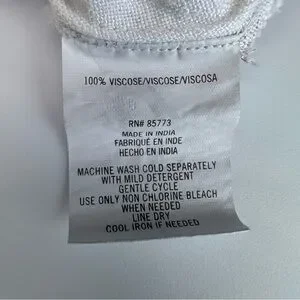 100% VISCOSE/VISCOSE/VISCOSA
RN# 85773
MADE IN INDIA
FABRIQUÉ EN INDE
HECHO EN INDIA
MACHINE WASH COLD SEPARATELY
WITH MILD DETERGENT
GENTLE CYCLE
USE ONLY NON CHLORINE BLEACH
WHEN NEEDED
LINE DRY
COOL IRON IF NEEDED